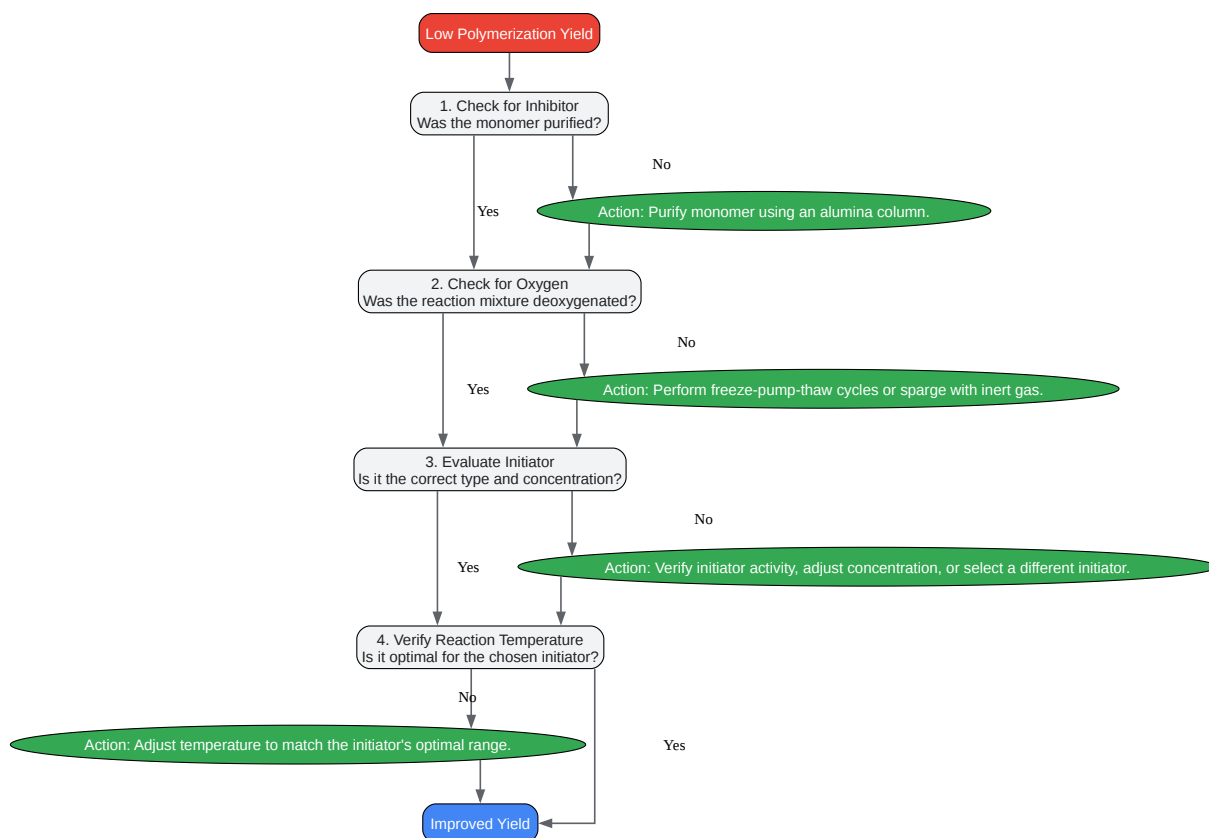 Low Polymerization Yield
1. Check for Inhibitor
Was the monomer purified?
No
Yes
Action: Purify monomer using an alumina column.
2. Check for Oxygen
Was the reaction mixture deoxygenated?
No
Yes
Action: Perform freeze-pump-thaw cycles or sparge with inert gas.
3. Evaluate Initiator
Is it the correct type and concentration?
No
Yes
Action: Verify initiator activity, adjust concentration, or select a different initiator.
4. Verify Reaction Temperature
Is it optimal for the chosen initiator?
No
Action: Adjust temperature to match the initiator's optimal range.
Yes
Improved Yield